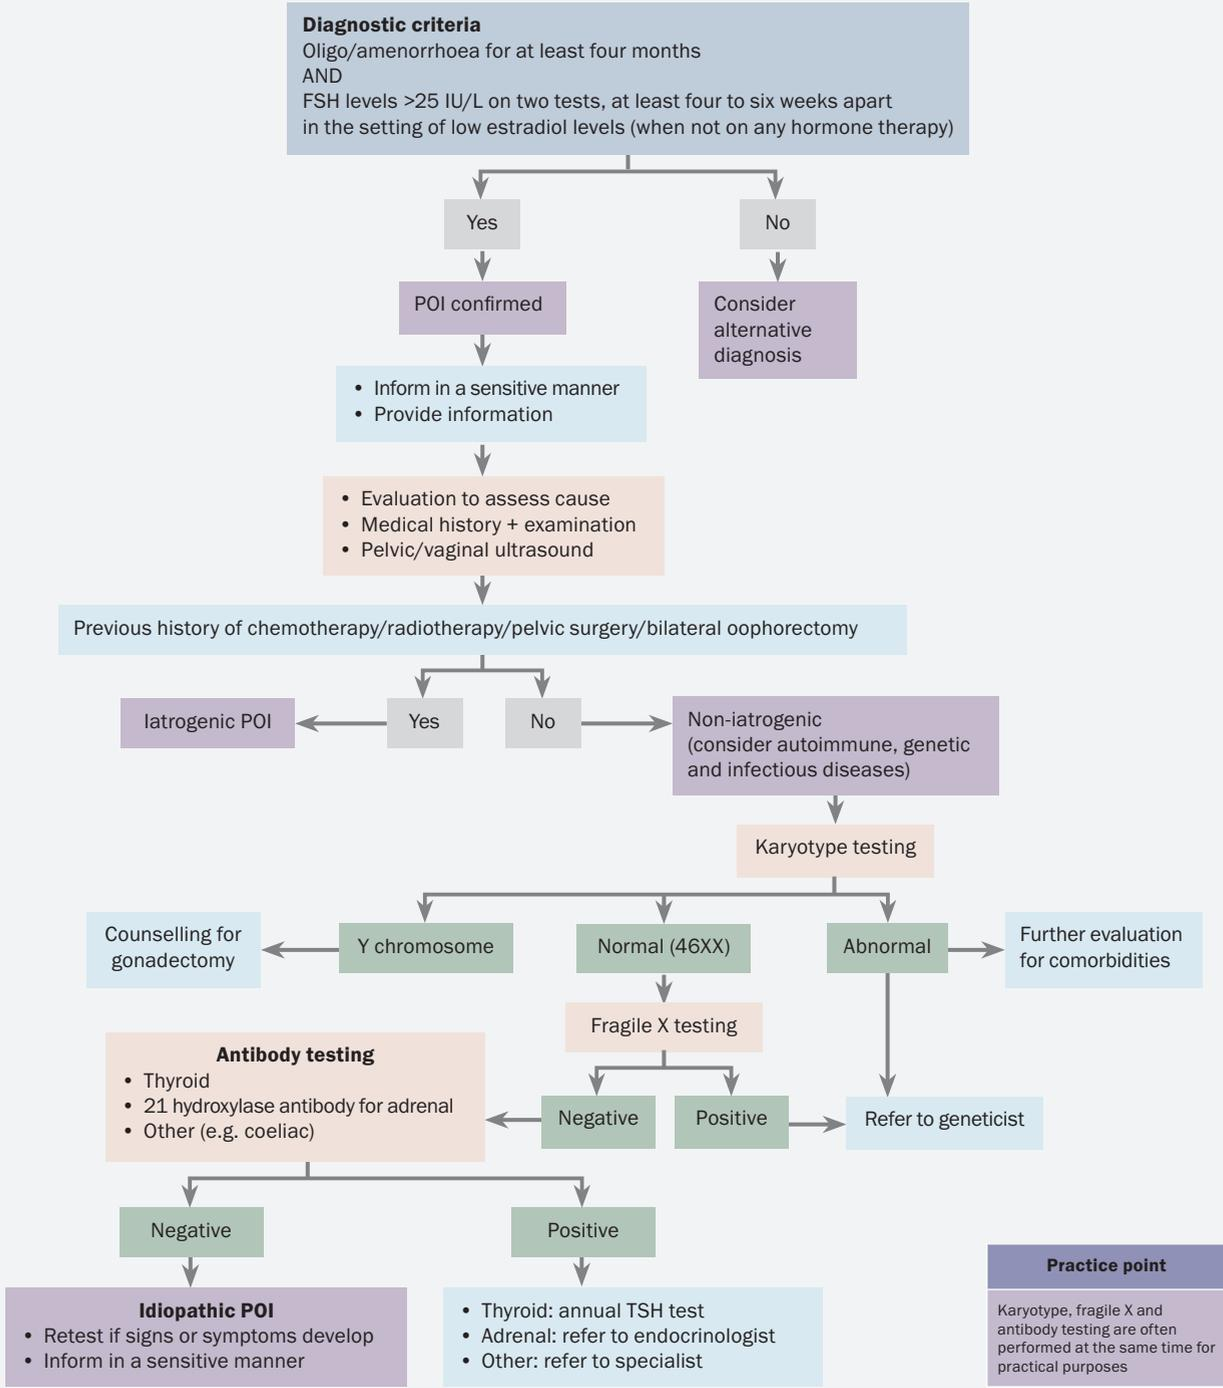 Diagnostic criteria
Oligo/amenorrhoea for at least four months
AND
FSH levels >25 IU/L on two tests, at least four to six weeks apart
in the setting of low estradiol levels (when not on any hormone therapy)
Yes
No
POI confirmed
Consider
alternative
diagnosis
• Inform in a sensitive manner
• Provide information
• Evaluation to assess cause
• Medical history + examination
• Pelvic/vaginal ultrasound
Previous history of chemotherapy/radiotherapy/pelvic surgery/bilateral oophorectomy
Iatrogenic POI
Yes
No
Non-iatrogenic
(consider autoimmune, genetic
and infectious diseases)
Karyotype testing
Counselling for
gonadectomy
Y chromosome
Normal (46XX)
Abnormal
Further evaluation
for comorbidities
Fragile X testing
Antibody testing
• Thyroid
• 21 hydroxylase antibody for adrenal
• Other (e.g. coeliac)
Negative
Positive
Refer to geneticist
Negative
Positive
Idiopathic POI
• Retest if signs or symptoms develop
• Inform in a sensitive manner
• Thyroid: annual TSH test
• Adrenal: refer to endocrinologist
• Other: refer to specialist
Practice point
Karyotype, fragile X and
antibody testing are often
performed at the same time for
practical purposes